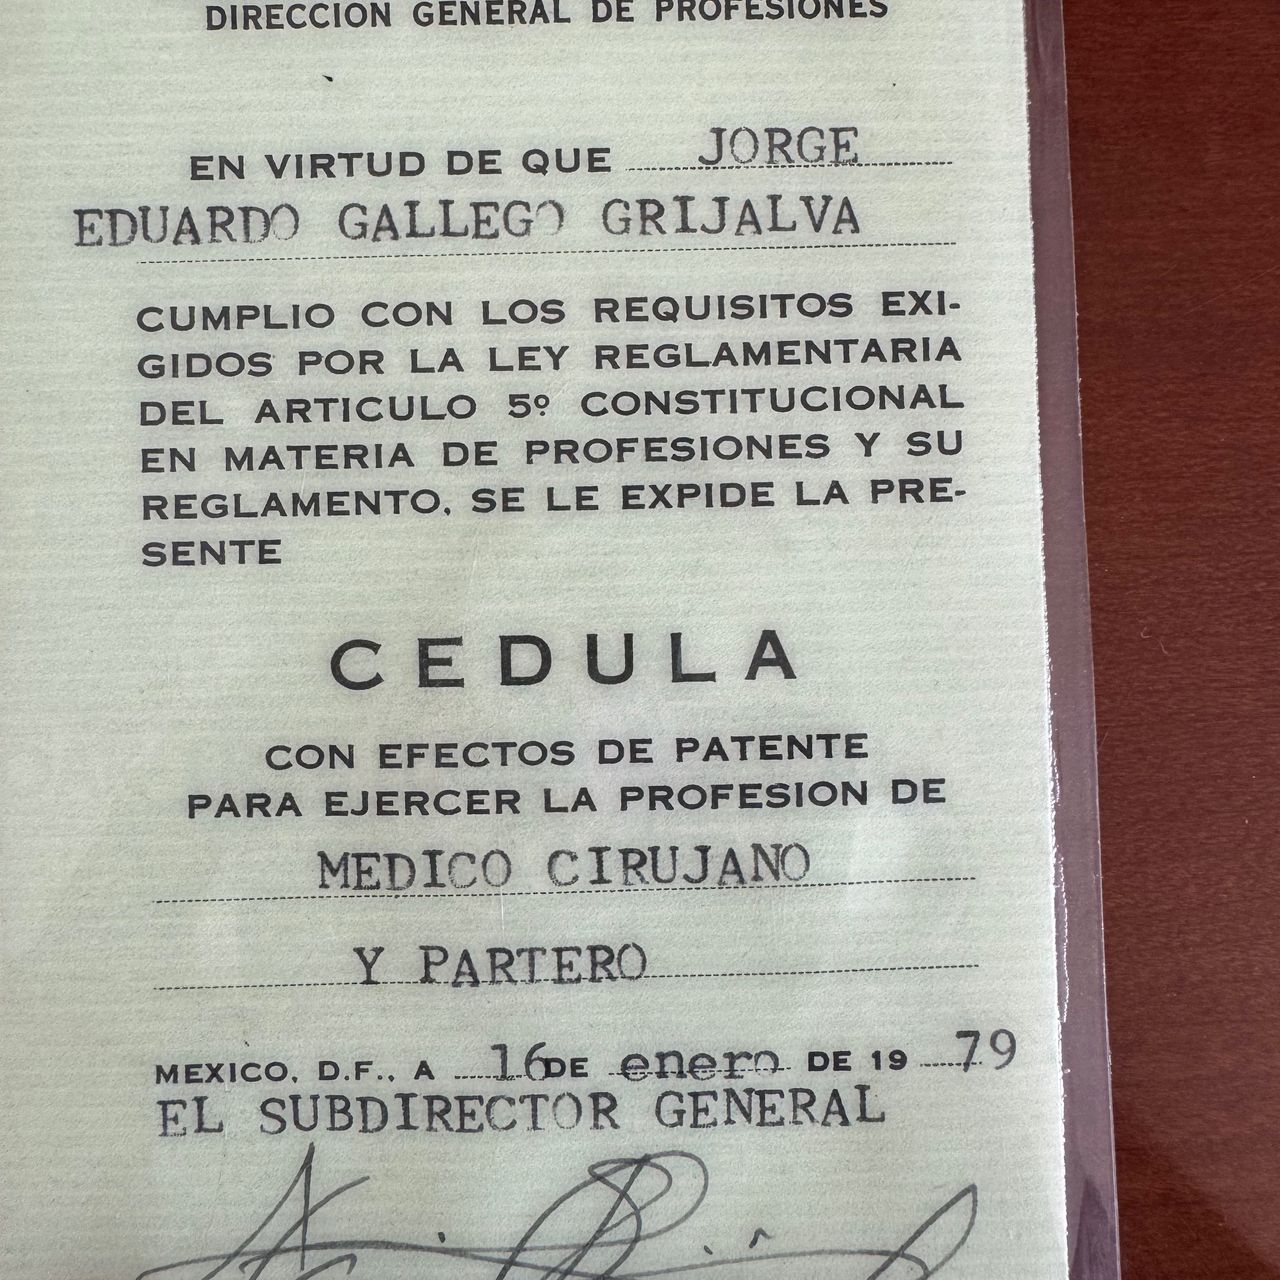 DIRECCION GENERAL DE PROFESIONES
EN VIRTUD DE QUE JORGE
EDUARDO GALLEGO GRIJALVA
CUMPLIO CON LOS REQUISITOS EXI-
GIDOS POR LA LEY REGLAMENTARIA
DEL ARTICULO 5º CONSTITUCIONAL
EN MATERIA DE PROFESIONES Y SU
REGLAMENTO, SE LE EXPIDE LA PRE-
SENTE
CEDULA
CON EFECTOS DE PATENTE
PARA EJERCER LA PROFESION DE
MEDICO CIRUJANO
Y PARTERO
MEXICO, D.F., A 16 DE enero DE 19 79
EL SUBDIRECTOR GENERAL